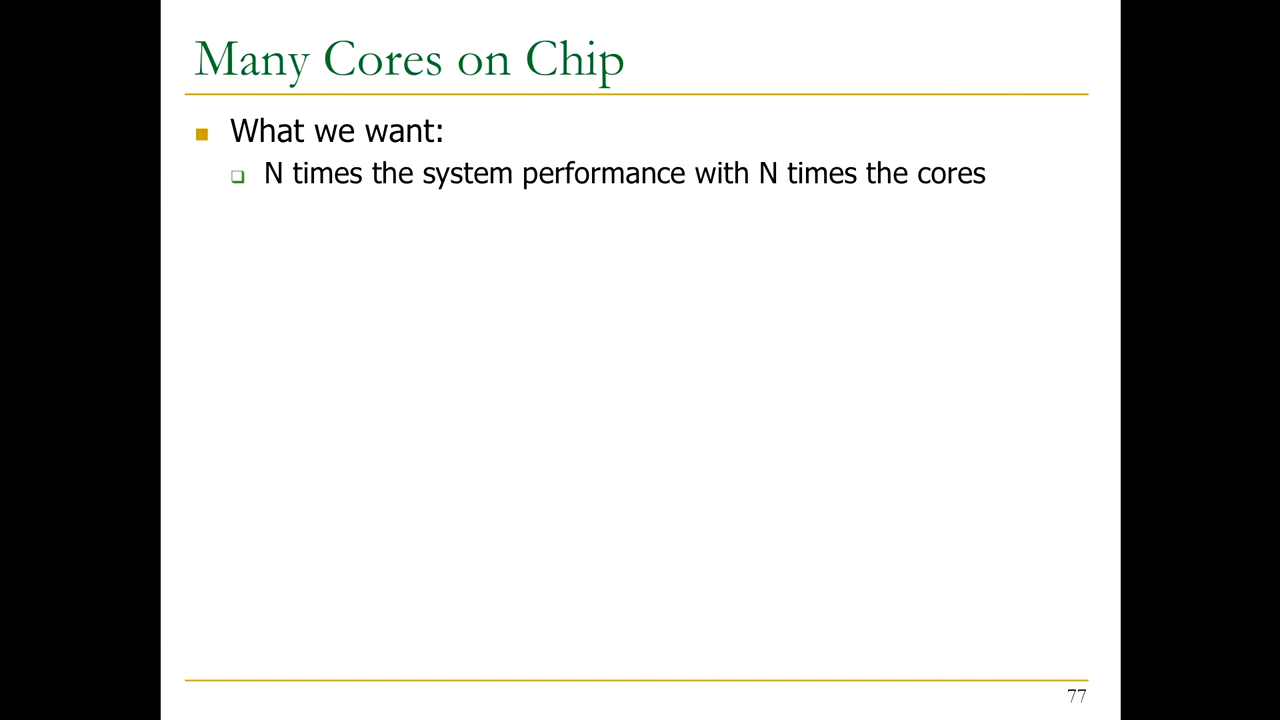 Many Cores on Chip
What we want:
N times the system performance with N times the cores
77